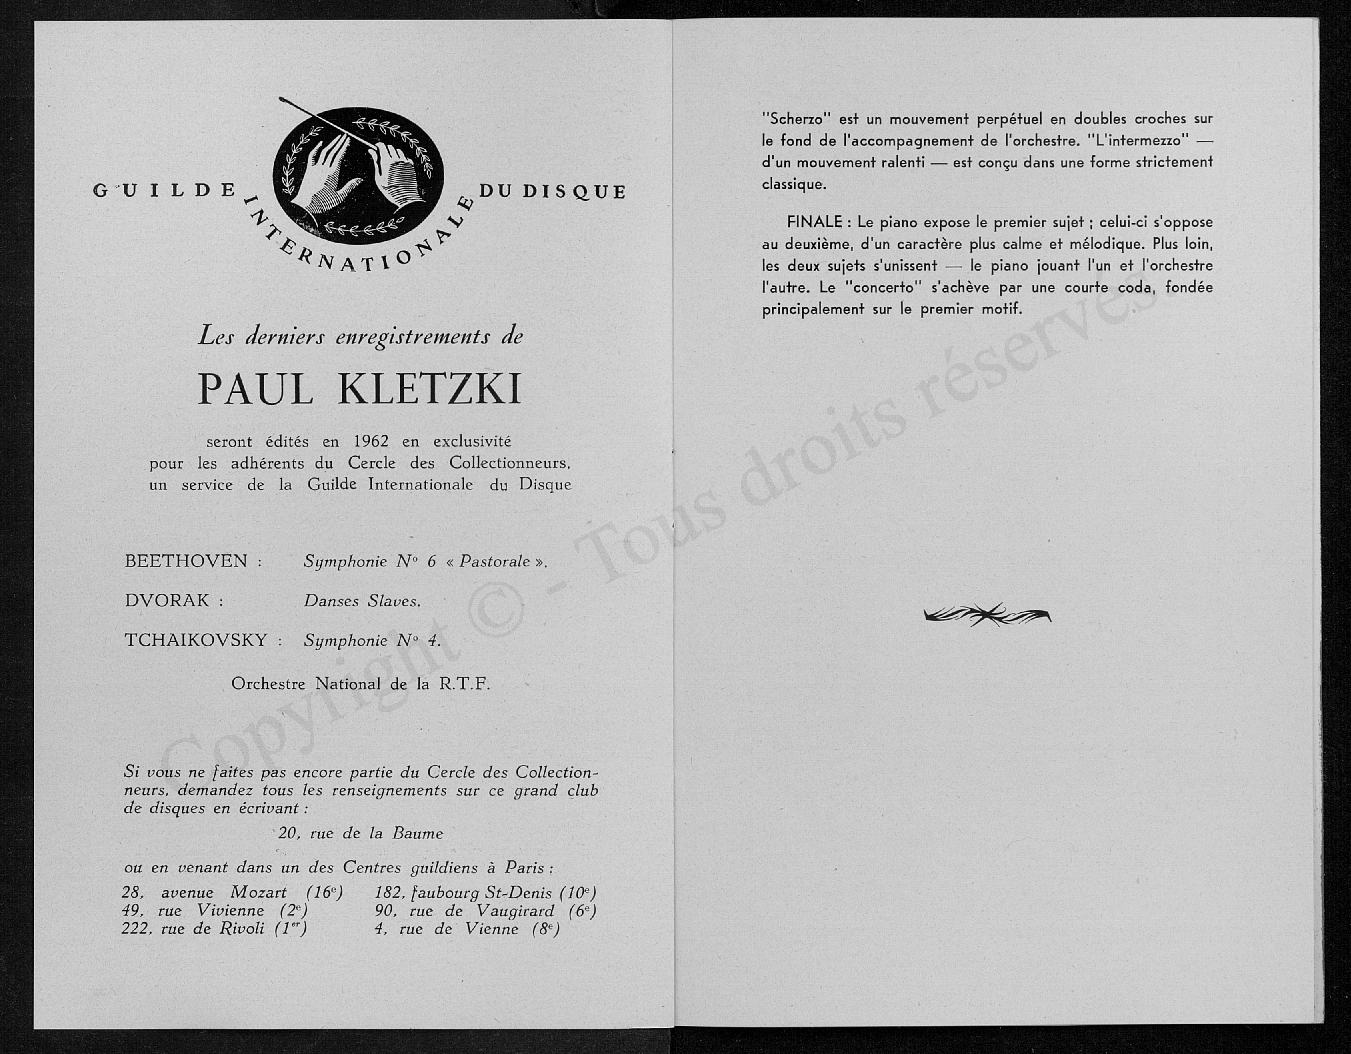 GUILDE INTERNATIONALE DU DISQUE
Les derniers enregistrements de
PAUL KLETZKI
seront édités en 1962 en exclusivité
pour les adhérents du Cercle des Collectionneurs,
un service de la Guilde Internationale du Disque
BEETHOVEN : Symphonie Nº 6 « Pastorale ».
DVORAK : Danses Slaves.
TCHAIKOVSKY : Symphonie Nº 4.
Orchestre National de la R.T.F.
Si vous ne faites pas encore partie du Cercle des Collection-
neurs, demandez tous les renseignements sur ce grand club
de disques en écrivant :
20, rue de la Baume
ou en venant dans un des Centres guildiens à Paris :
28, avenue Mozart (16e) 182, faubourg St-Denis (10e)
49, rue Vivienne (2e) 90, rue de Vaugirard (6e)
222, rue de Rivoli (1er) 4, rue de Vienne (8e)
"Scherzo" est un mouvement perpétuel en doubles croches sur
le fond de l'accompagnement de l'orchestre. "L'intermezzo" —
d'un mouvement ralenti — est conçu dans une forme strictement
classique.
FINALE : Le piano expose le premier sujet ; celui-ci s'oppose
au deuxième, d'un caractère plus calme et mélodique. Plus loin,
les deux sujets s'unissent — le piano jouant l'un et l'orchestre
l'autre. Le "concerto" s'achève par une courte coda, fondée
principalement sur le premier motif.
Copyright © - Tous droits réservés.